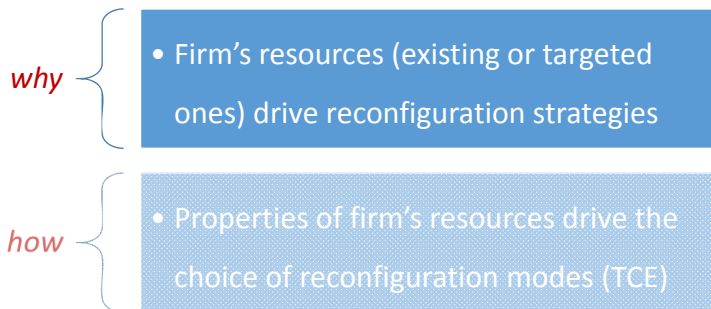 why
• Firm’s resources (existing or targeted
ones) drive reconfiguration strategies
how
• Properties of firm’s resources drive the
choice of reconfiguration modes (TCE)